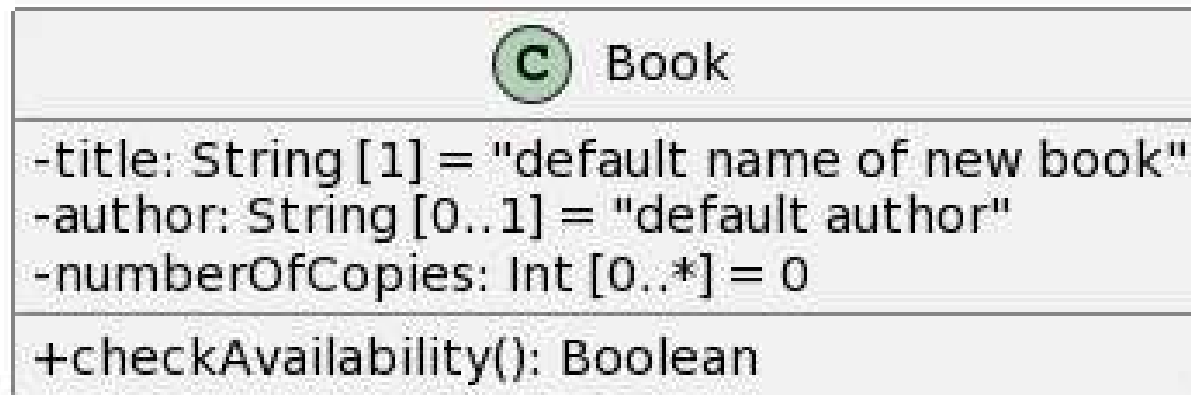 C Book
-title: String [1] = "default name of new book"
-author: String [0..1] = "default author"
-numberOfCopies: Int [0..*] = 0
+checkAvailability(): Boolean